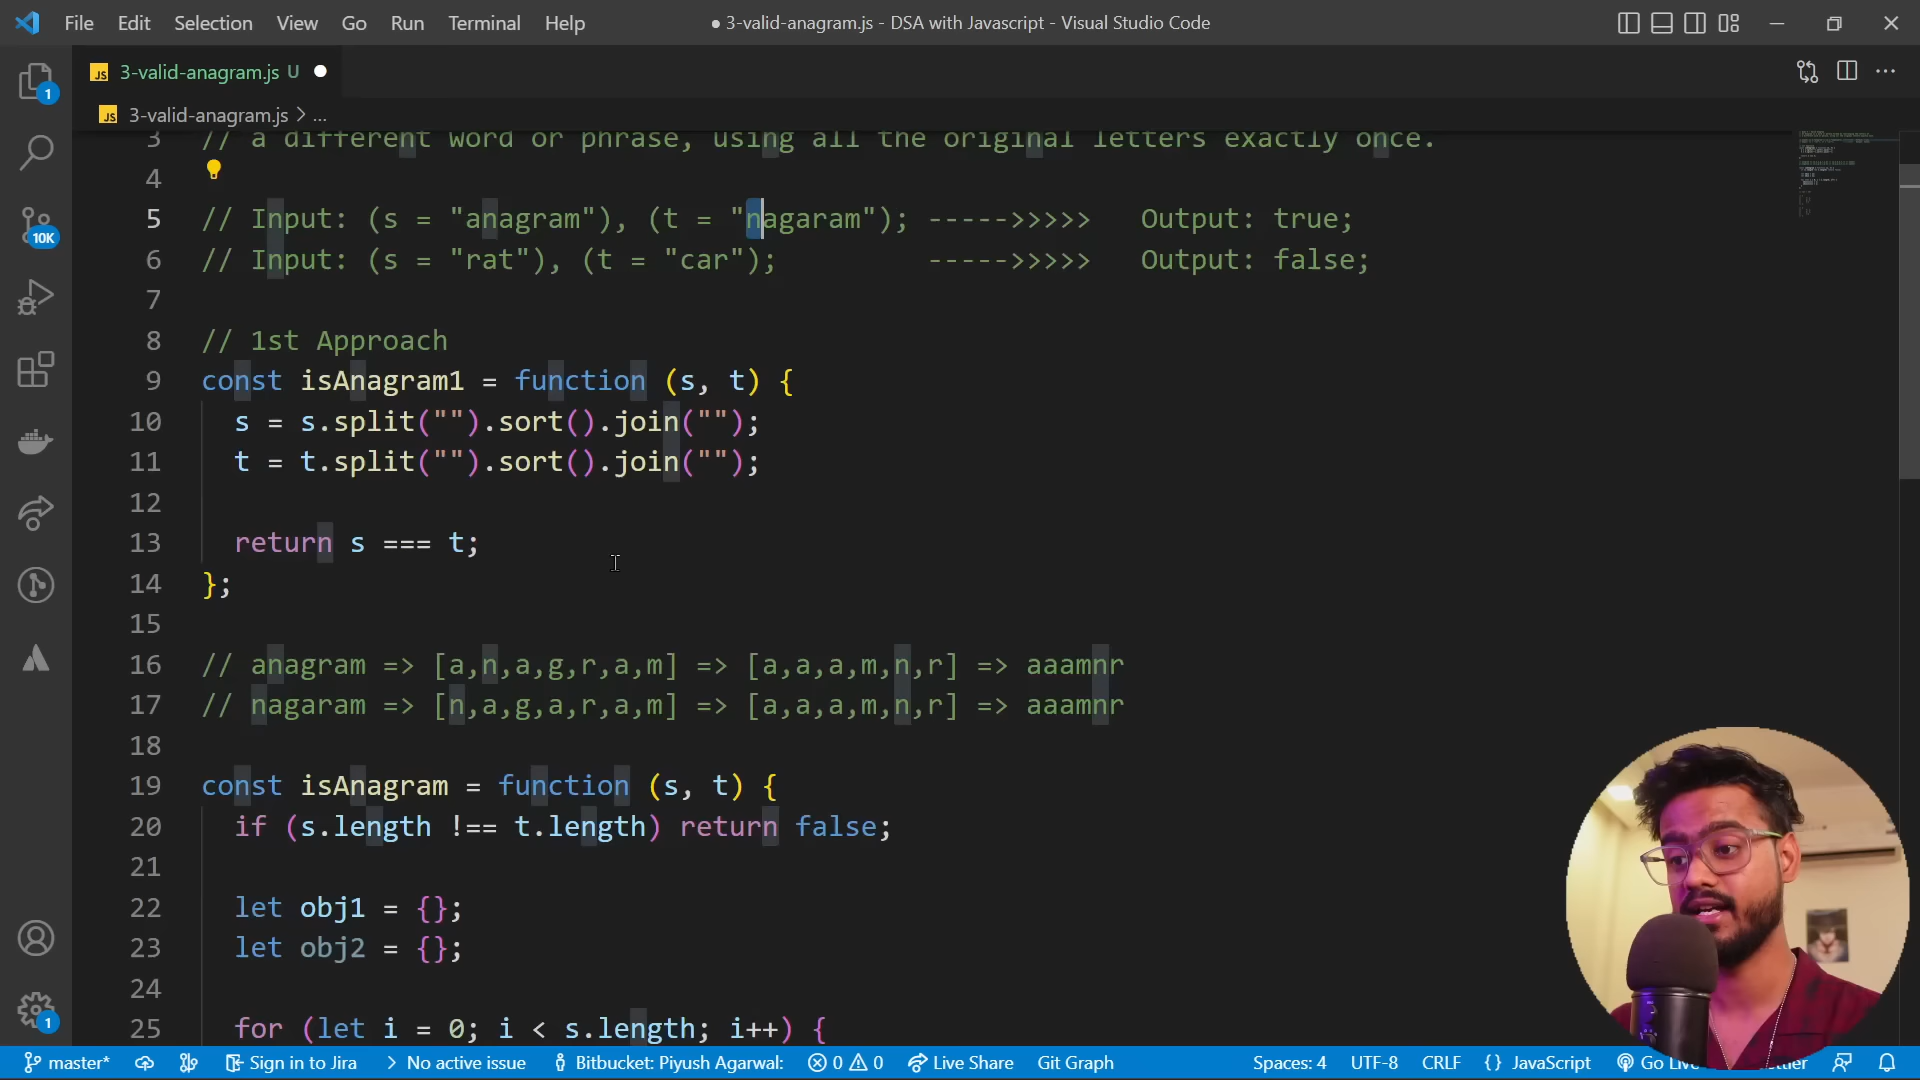 File Edit Selection View Go Run Terminal Help ● 3-valid-anagram.js - DSA with Javascript - Visual Studio Code
JS 3-valid-anagram.js U
JS 3-valid-anagram.js > ...
1
10K
1
3 // a different word or phrase, using all the original letters exactly once.
4
5 // Input: (s = "anagram"), (t = "nagaram"); ----->>>>> Output: true;
6 // Input: (s = "rat"), (t = "car"); ----->>>>> Output: false;
7
8 // 1st Approach
9 const isAnagram1 = function (s, t) {
10 s = s.split("").sort().join("");
11 t = t.split("").sort().join("");
12
13 return s === t;
14 };
15
16 // anagram => [a,n,a,g,r,a,m] => [a,a,a,m,n,r] => aaamnr
17 // nagaram => [n,a,g,a,r,a,m] => [a,a,a,m,n,r] => aaamnr
18
19 const isAnagram = function (s, t) {
20 if (s.length !== t.length) return false;
21
22 let obj1 = {};
23 let obj2 = {};
24
25 for (let i = 0; i < s.length; i++) {
master* Sign in to Jira > No active issue Bitbucket: Piyush Agarwal: 0 0 Live Share Git Graph Spaces: 4 UTF-8 CRLF {} JavaScript Go